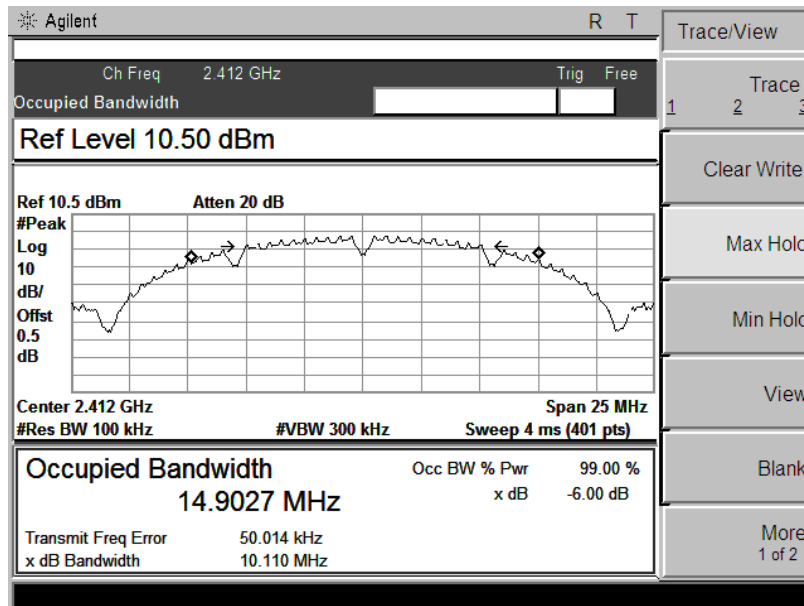 Agilent R T
Trace/View
Ch Freq 2.412 GHz Trig Free
Occupied Bandwidth
Trace
1 2 3
Ref Level 10.50 dBm
Clear Write
Ref 10.5 dBm Atten 20 dB
#Peak
Log
10
dB/
Offst
0.5
dB
Max Hold
Min Hold
View
Center 2.412 GHz Span 25 MHz
#Res BW 100 kHz #VBW 300 kHz Sweep 4 ms (401 pts)
Occupied Bandwidth
14.9027 MHz
Occ BW % Pwr 99.00 %
x dB -6.00 dB
Transmit Freq Error 50.014 kHz
x dB Bandwidth 10.110 MHz
Blank
More
1 of 2